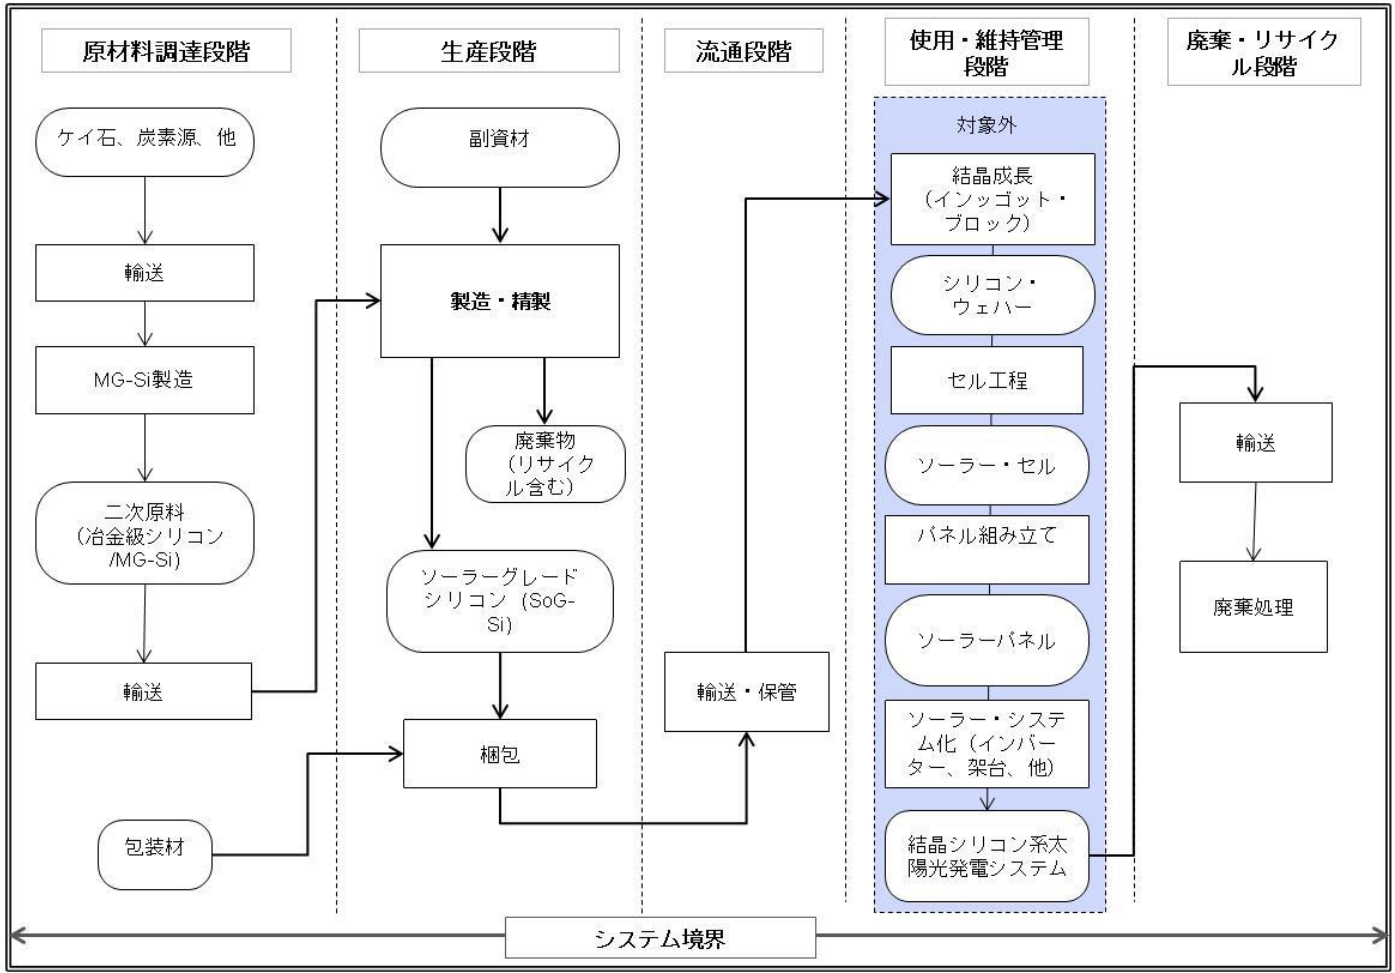 原材料調達段階
ケイ石、炭素源、他
輸送
MG-Si製造
二次原料
（冶金級シリコン
/MG-Si）
輸送
包装材
生産段階
副資材
製造・精製
廃棄物
（リサイク
ル含む）
ソーラーグレード
シリコン（SoG-
Si）
梱包
流通段階
輸送・保管
使用・維持管理
段階
対象外
結晶成長
（インッゴット・
ブロック）
シリコン・
ウェハー
セル工程
ソーラー・セル
パネル組み立て
ソーラーパネル
ソーラー・システ
ム化（インバー
ター、架台、他）
結晶シリコン系太
陽光発電システム
廃棄・リサイク
ル段階
輸送
廃棄処理
システム境界